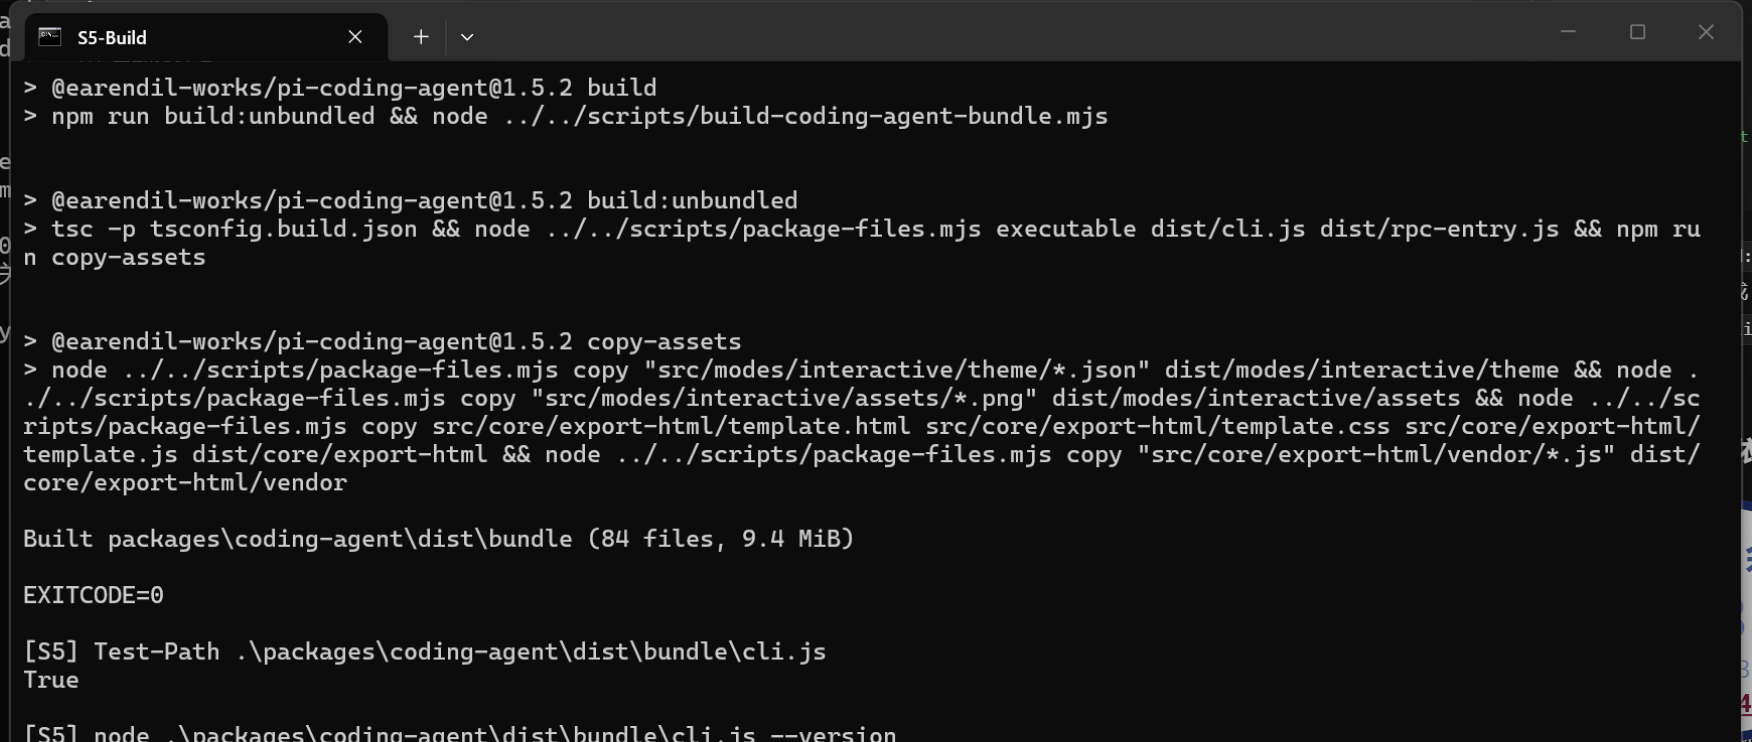 S5-Build
> @earendil-works/pi-coding-agent@1.5.2 build
> npm run build:unbundled && node ../../scripts/build-coding-agent-bundle.mjs
> @earendil-works/pi-coding-agent@1.5.2 build:unbundled
> tsc -p tsconfig.build.json && node ../../scripts/package-files.mjs executable dist/cli.js dist/rpc-entry.js && npm ru
n copy-assets
> @earendil-works/pi-coding-agent@1.5.2 copy-assets
> node ../../scripts/package-files.mjs copy "src/modes/interactive/theme/*.json" dist/modes/interactive/theme && node .
./../scripts/package-files.mjs copy "src/modes/interactive/assets/*.png" dist/modes/interactive/assets && node ../../sc
ripts/package-files.mjs copy src/core/export-html/template.html src/core/export-html/template.css src/core/export-html/
template.js dist/core/export-html && node ../../scripts/package-files.mjs copy "src/core/export-html/vendor/*.js" dist/
core/export-html/vendor
Built packages\coding-agent\dist\bundle (84 files, 9.4 MiB)
EXITCODE=0
[S5] Test-Path .\packages\coding-agent\dist\bundle\cli.js
True
[S5] node .\packages\coding-agent\dist\bundle\cli.js --version